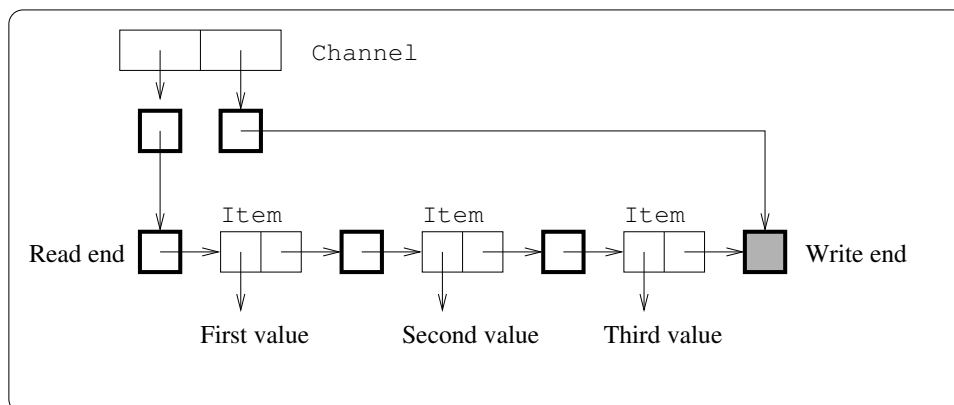 Channel
Item Item Item
Read end Write end
First value Second value Third value